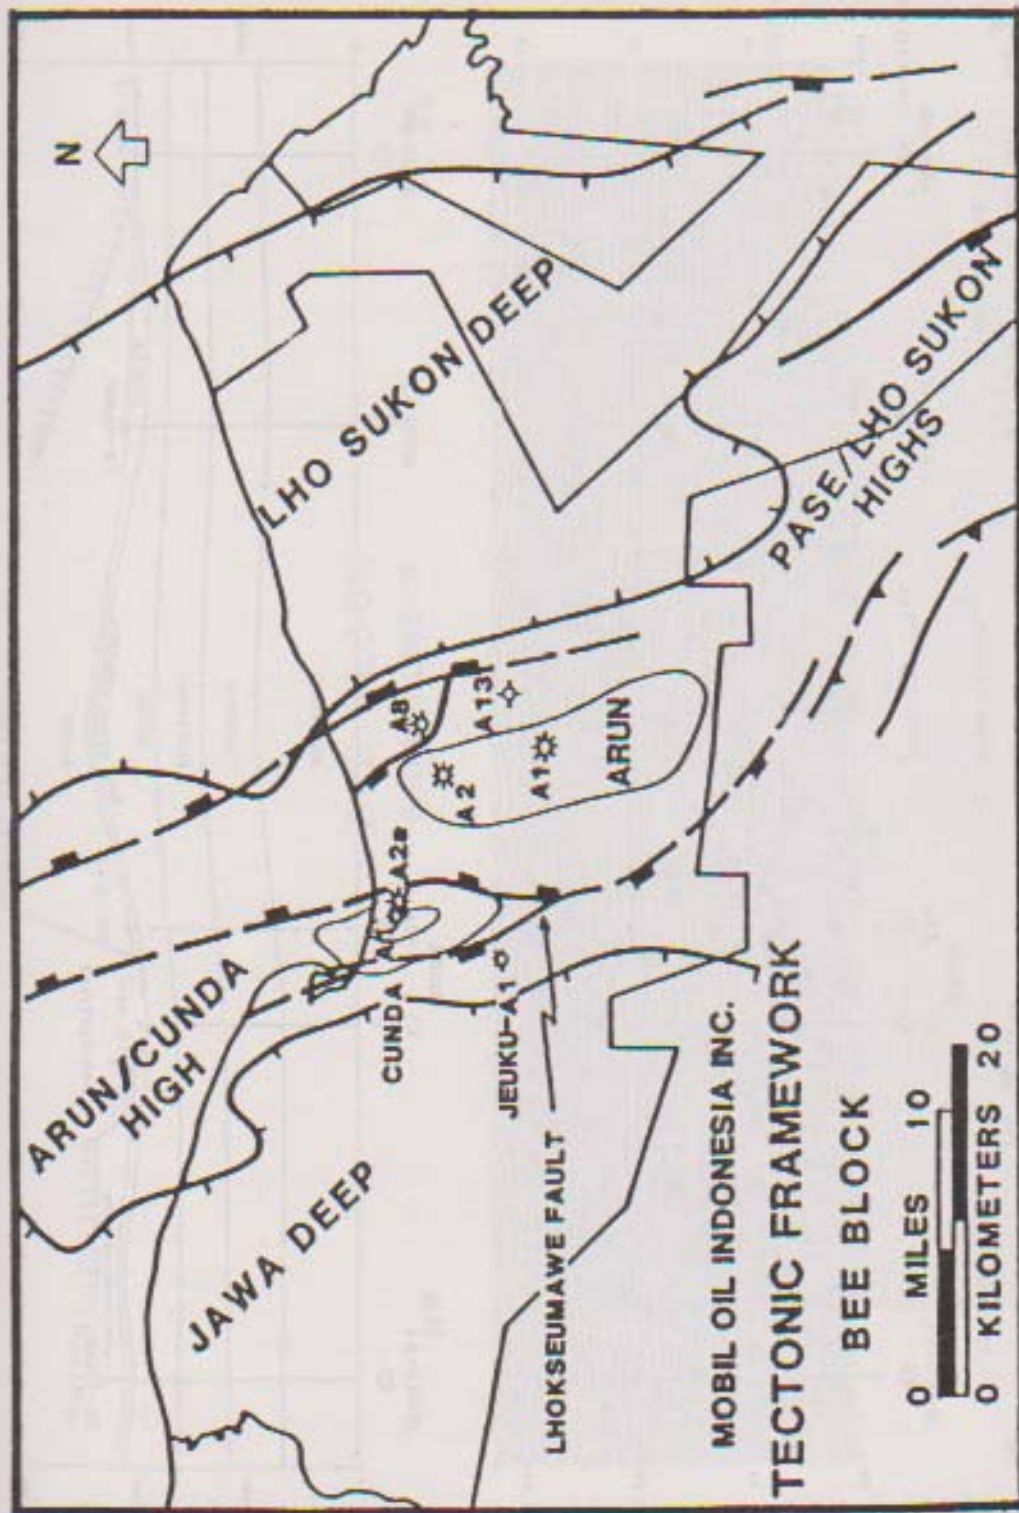 N
LHO SUKON DEEP
PASE/LHO SUKON
HIGHS
A8
A13
A2
A1
ARUN
A2a
ARUN/CUNDA
HIGH
CUNDA
JEUKU-A1
JAWA DEEP
LHOKSEUMAWE FAULT
MOBIL OIL INDONESIA INC.
TECTONIC FRAMEWORK
BEE BLOCK
0 MILES 10
0 KILOMETERS 20